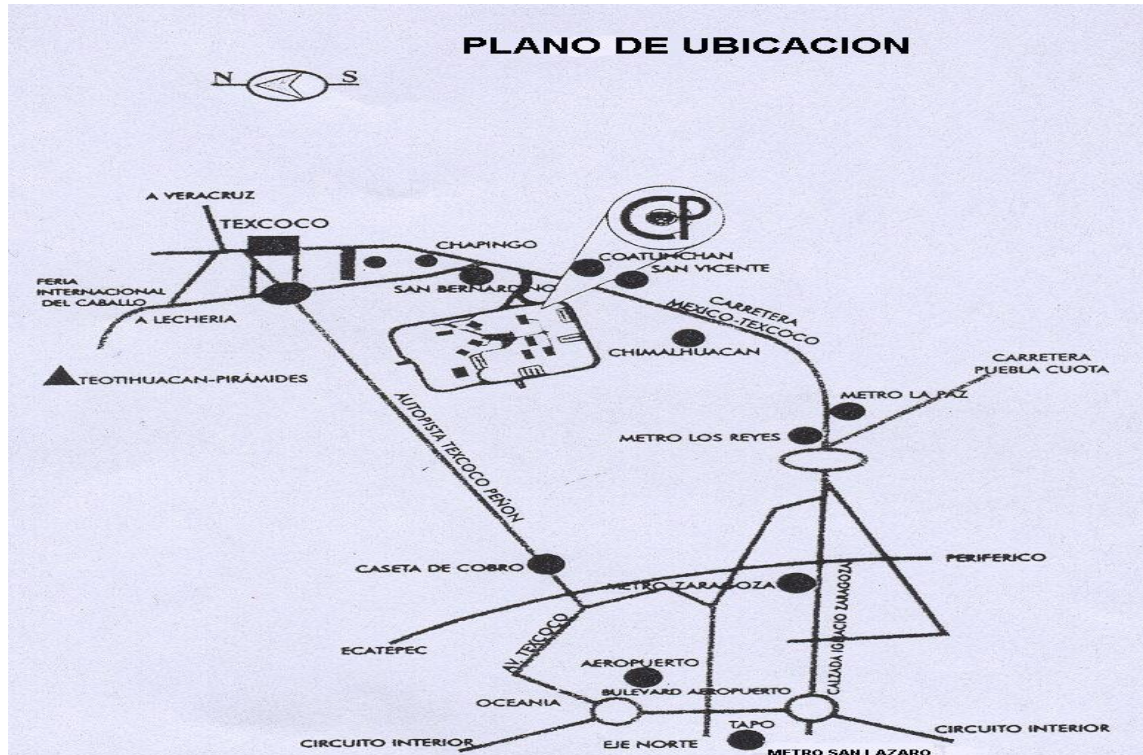 PLANO DE UBICACION
N S
A VERACRUZ
TEXCOCO
CP
CHAPINGO
COATLINCHAN
SAN VICENTE
FERIA
INTERNACIONAL
DEL CABALLO
SAN BERNARDINO
A LECHERIA
CARRETERA
MEXICO-TEXCOCO
CHIMALHUACAN
CARRETERA
PUEBLA CUOTA
TEOTIHUACAN-PIRÁMIDES
METRO LA PAZ
AUTOPISTA TEXCOCO PEÑON
METRO LOS REYES
CASETA DE COBRO
PERIFERICO
METRO ZARAGOZA
CALZADA IGNACIO ZARAGOZA
ECATEPEC
AV. TEXCOCO
AEROPUERTO
BULEVARD AEROPUERTO
OCEANIA
TAPO
CIRCUITO INTERIOR
EJE NORTE
CIRCUITO INTERIOR
METRO SAN LAZARO